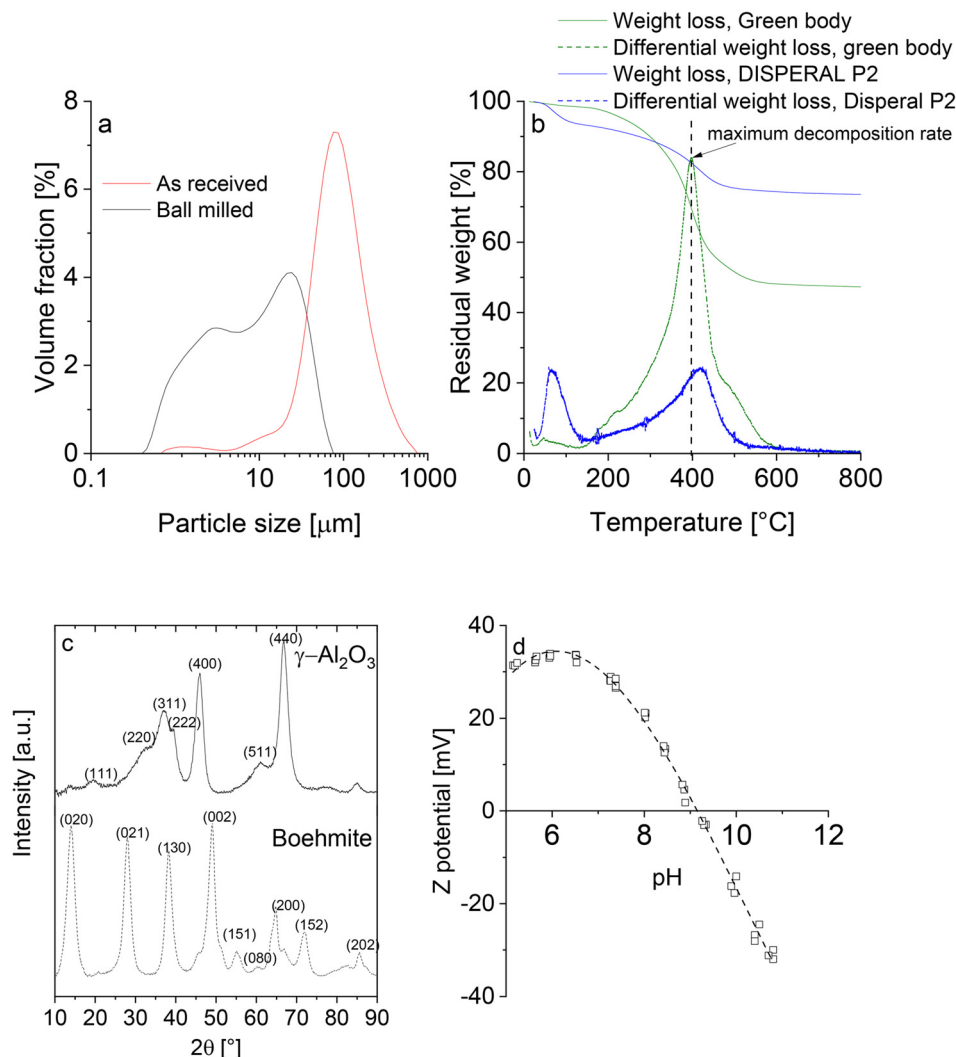 Weight loss, Green body
Differential weight loss, green body
Weight loss, DISPERAL P2
Differential weight loss, Disperal P2
a
As received
Ball milled
8
6
4
2
0
0.1
10
100
1000
Volume fraction [%]
Particle size [μm]
b
maximum decomposition rate
100
80
60
40
20
0
0
200
400
600
800
Residual weight [%]
Temperature [°C]
c
γ–Al₂O₃
(111)
(220)
(311)
(222)
(400)
(511)
(440)
Boehmite
(020)
(021)
(130)
(002)
(151)
(080)
(200)
(152)
(202)
10 20 30 40 50 60 70 80 90
Intensity [a.u.]
2θ [°]
d
40
20
0
-20
-40
6 8 10 12
Z potential [mV]
pH